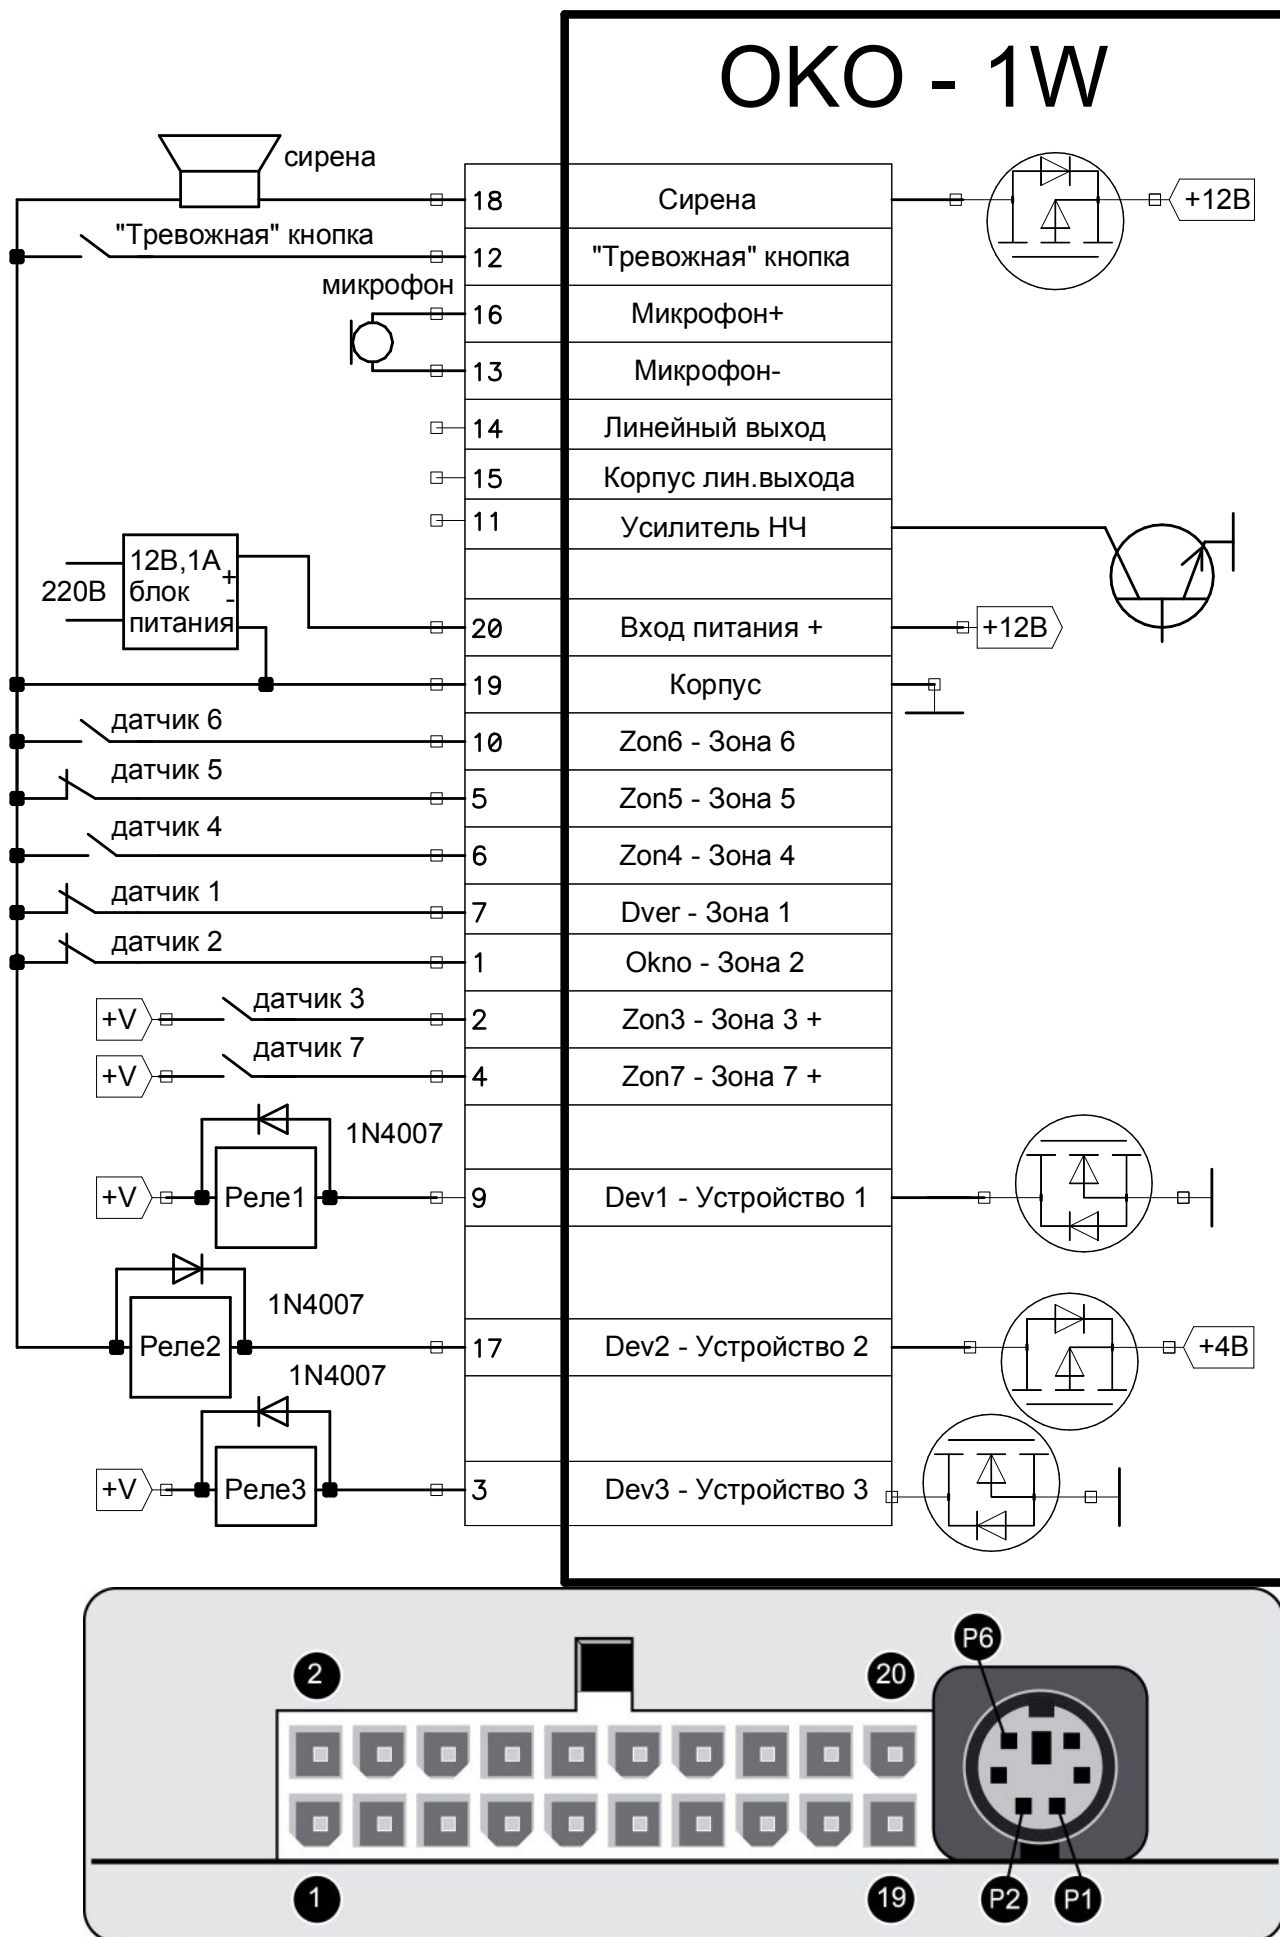 ОКО - 1W
сирена
18 Сирена
+12В
"Тревожная" кнопка
12 "Тревожная" кнопка
микрофон
16 Микрофон+
13 Микрофон-
14 Линейный выход
15 Корпус лин.выхода
11 Усилитель НЧ
12В,1А
+
220В
блок
-
питания
20 Вход питания +
+12В
19 Корпус
датчик 6
10 Zon6 - Зона 6
датчик 5
5 Zon5 - Зона 5
датчик 4
6 Zon4 - Зона 4
датчик 1
7 Dver - Зона 1
датчик 2
1 Okno - Зона 2
датчик 3
+V
2 Zon3 - Зона 3 +
датчик 7
+V
4 Zon7 - Зона 7 +
1N4007
+V
Реле1
9 Dev1 - Устройство 1
1N4007
Реле2
17 Dev2 - Устройство 2
+4В
1N4007
+V
Реле3
3 Dev3 - Устройство 3
P6
2
20
1
19
P2
P1